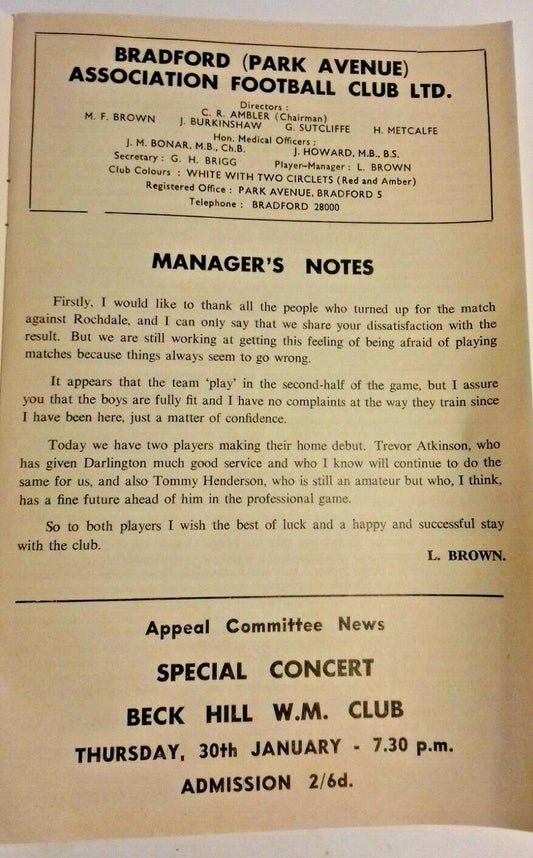 BRADFORD (PARK AVENUE)
ASSOCIATION FOOTBALL CLUB LTD.
Directors :
C. R. AMBLER (Chairman)
M. F. BROWN J. BURKINSHAW G. SUTCLIFFE H. METCALFE
Hon. Medical Officers :
J. M. BONAR, M.B., Ch.B. J. HOWARD, M.B., B.S.
Secretary : G. H. BRIGG Player-Manager : L. BROWN
Club Colours : WHITE WITH TWO CIRCLETS (Red and Amber)
Registered Office : PARK AVENUE, BRADFORD 5
Telephone : BRADFORD 28000
MANAGER'S NOTES
Firstly, I would like to thank all the people who turned up for the match
against Rochdale, and I can only say that we share your dissatisfaction with the
result. But we are still working at getting this feeling of being afraid of playing
matches because things always seem to go wrong.
It appears that the team 'play' in the second-half of the game, but I assure
you that the boys are fully fit and I have no complaints at the way they train since
I have been here, just a matter of confidence.
Today we have two players making their home debut. Trevor Atkinson, who
has given Darlington much good service and who I know will continue to do the
same for us, and also Tommy Henderson, who is still an amateur but who, I think,
has a fine future ahead of him in the professional game.
So to both players I wish the best of luck and a happy and successful stay
with the club.
L. BROWN.
Appeal Committee News
SPECIAL CONCERT
BECK HILL W.M. CLUB
THURSDAY, 30th JANUARY - 7.30 p.m.
ADMISSION 2/6d.